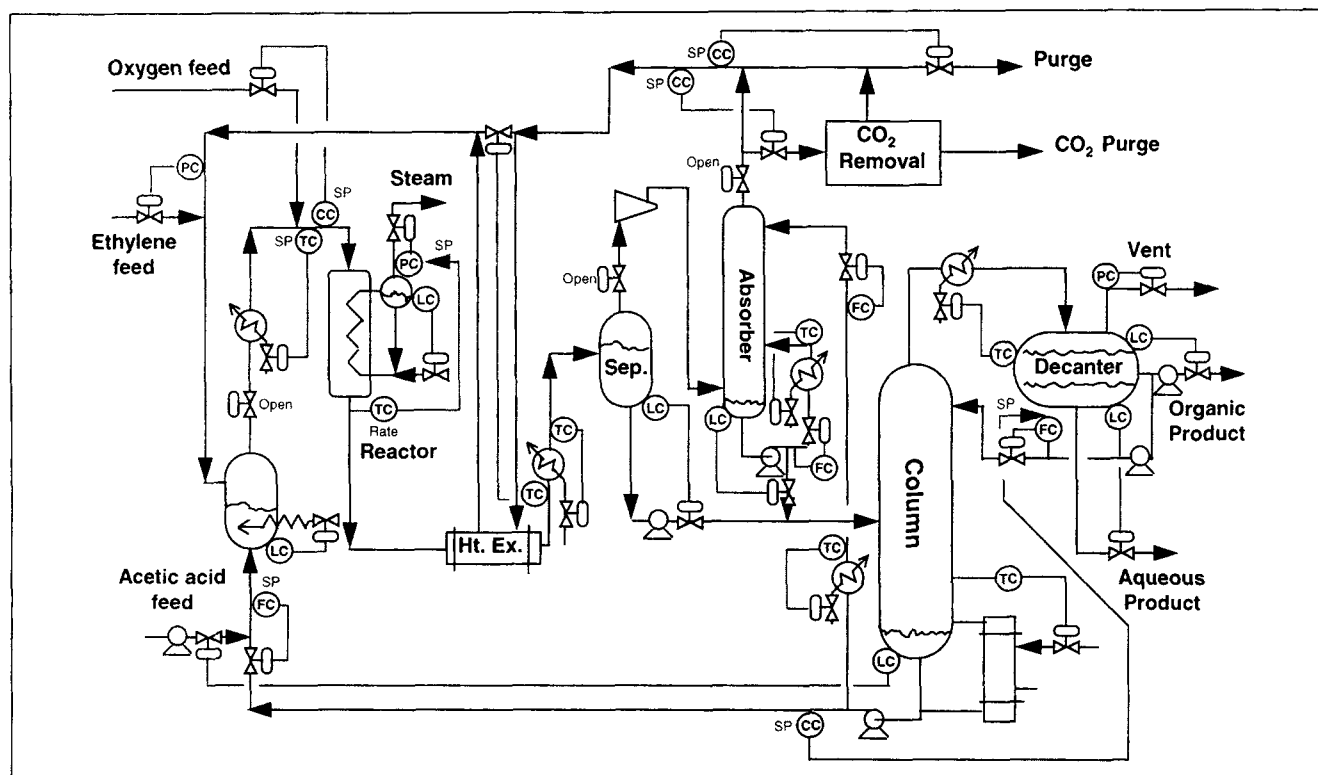 SP
CC
Oxygen feed
SP
CC
Purge
CO₂
Removal
CO₂ Purge
PC
Ethylene
feed
Steam
SP
CC
SP
TC
SP
PC
LC
Open
Open
Open
TC
Rate
Reactor
Absorber
FC
TC
Vent
PC
TC
LC
Decanter
Organic
Product
SP
FC
LC
Sep.
LC
LC
TC
FC
TC
TC
Column
Ht. Ex.
LC
Acetic acid
feed
SP
FC
TC
TC
Aqueous
Product
LC
SP
CC